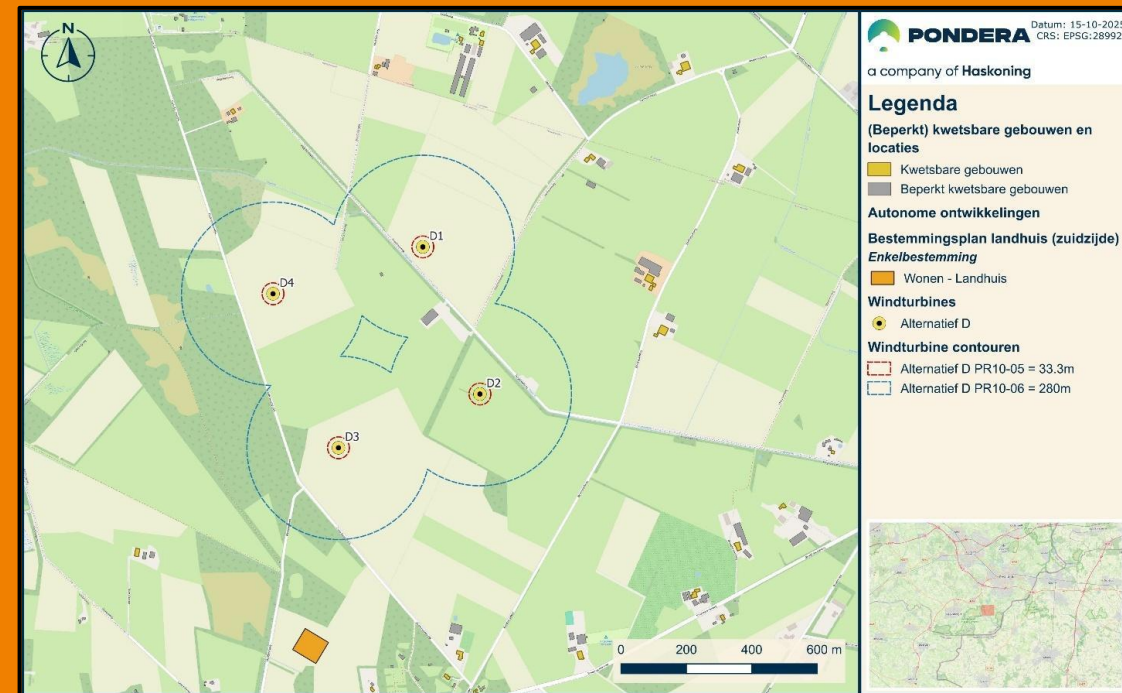 N
D1
D4
D2
D3
0 200 400 600 m
PONDERA
Datum: 15-10-2025
CRS: EPSG:28992
a company of Haskoning
Legenda
(Beperkt) kwetsbare gebouwen en
locaties
Kwetsbare gebouwen
Beperkt kwetsbare gebouwen
Autonome ontwikkelingen
Bestemmingsplan landhuis (zuidzijde)
Enkelbestemming
Wonen - Landhuis
Windturbines
Alternatief D
Windturbine contouren
Alternatief D PR10-05 = 33.3m
Alternatief D PR10-06 = 280m